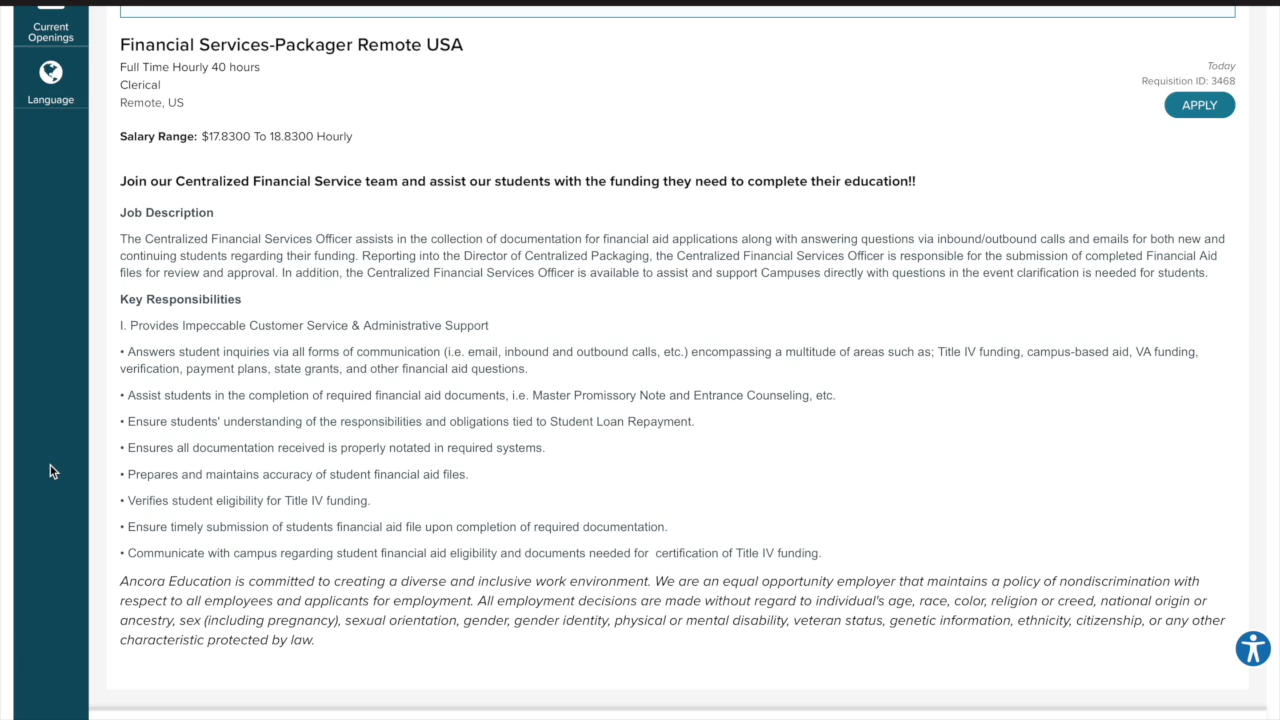 Current
Openings
Language
Financial Services-Packager Remote USA
Full Time Hourly 40 hours
Clerical
Remote, US
Today
Requisition ID: 3468
APPLY
Salary Range: $17.8300 To 18.8300 Hourly
Join our Centralized Financial Service team and assist our students with the funding they need to complete their education!!
Job Description
The Centralized Financial Services Officer assists in the collection of documentation for financial aid applications along with answering questions via inbound/outbound calls and emails for both new and
continuing students regarding their funding. Reporting into the Director of Centralized Packaging, the Centralized Financial Services Officer is responsible for the submission of completed Financial Aid
files for review and approval. In addition, the Centralized Financial Services Officer is available to assist and support Campuses directly with questions in the event clarification is needed for students.
Key Responsibilities
I. Provides Impeccable Customer Service & Administrative Support
• Answers student inquiries via all forms of communication (i.e. email, inbound and outbound calls, etc.) encompassing a multitude of areas such as; Title IV funding, campus-based aid, VA funding,
verification, payment plans, state grants, and other financial aid questions.
• Assist students in the completion of required financial aid documents, i.e. Master Promissory Note and Entrance Counseling, etc.
• Ensure students' understanding of the responsibilities and obligations tied to Student Loan Repayment.
• Ensures all documentation received is properly notated in required systems.
• Prepares and maintains accuracy of student financial aid files.
• Verifies student eligibility for Title IV funding.
• Ensure timely submission of students financial aid file upon completion of required documentation.
• Communicate with campus regarding student financial aid eligibility and documents needed for  certification of Title IV funding.
Ancora Education is committed to creating a diverse and inclusive work environment. We are an equal opportunity employer that maintains a policy of nondiscrimination with
respect to all employees and applicants for employment. All employment decisions are made without regard to individual's age, race, color, religion or creed, national origin or
ancestry, sex (including pregnancy), sexual orientation, gender, gender identity, physical or mental disability, veteran status, genetic information, ethnicity, citizenship, or any other
characteristic protected by law.